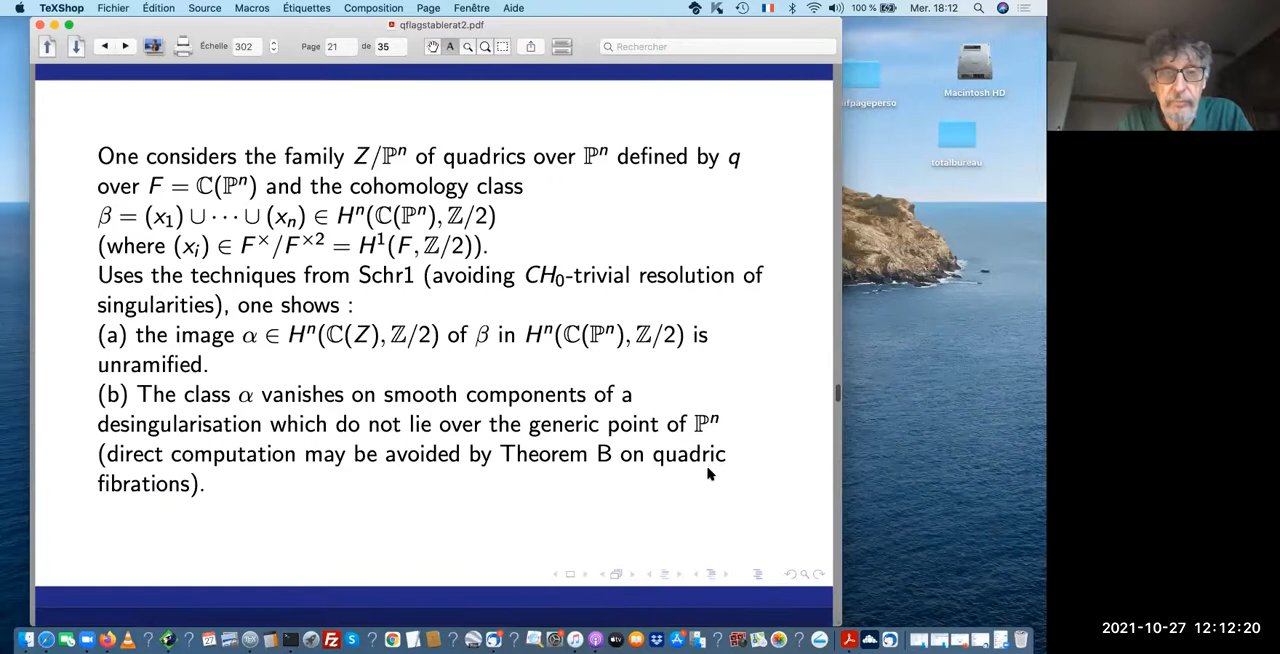 TeXShop Fichier Édition Source Macros Étiquettes Composition Page Fenêtre Aide 100 % Mer. 18:12
qflagstablerat2.pdf
Échelle 302 Page 21 de 35 Rechercher
One considers the family Z/ℙⁿ of quadrics over ℙⁿ defined by q
over F = ℂ(ℙⁿ) and the cohomology class
β = (x₁) ∪ ··· ∪ (xₙ) ∈ Hⁿ(ℂ(ℙⁿ), ℤ/2)
(where (xᵢ) ∈ F^×/F^×2 = H¹(F, ℤ/2)).
Uses the techniques from Schr1 (avoiding CH₀-trivial resolution of
singularities), one shows :
(a) the image α ∈ Hⁿ(ℂ(Z), ℤ/2) of β in Hⁿ(ℂ(ℙⁿ), ℤ/2) is
unramified.
(b) The class α vanishes on smooth components of a
desingularisation which do not lie over the generic point of ℙⁿ
(direct computation may be avoided by Theorem B on quadric
fibrations).
ifpageperso
Macintosh HD
totalbureau
2021-10-27 12:12:20